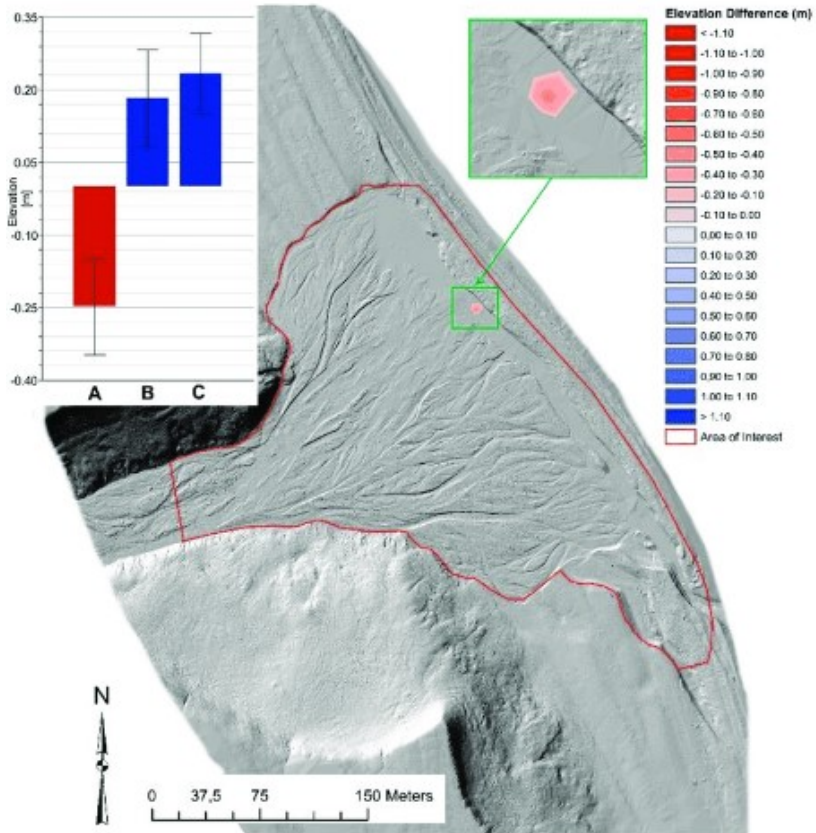 0.35
0.20
0.05
-0.10
-0.25
-0.40
Elevation
[m]
A B C
Elevation Difference (m)
< -1.10
-1.10 to -1.00
-1.00 to -0.90
-0.90 to -0.80
-0.70 to -0.60
-0.60 to -0.50
-0.50 to -0.40
-0.40 to -0.30
-0.20 to -0.10
-0.10 to 0.00
0.00 to 0.10
0.10 to 0.20
0.20 to 0.30
0.40 to 0.50
0.50 to 0.60
0.60 to 0.70
0.70 to 0.80
0.90 to 1.00
1.00 to 1.10
> 1.10
Area of Interest
N
0 37,5 75 150 Meters